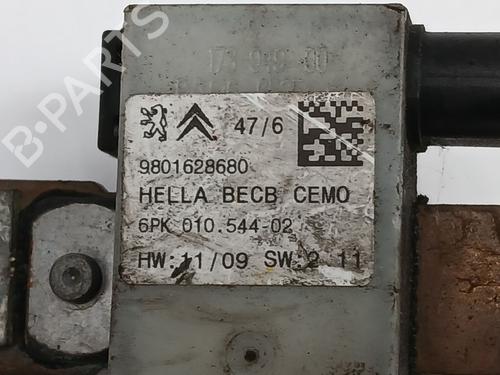 47/6
9801628680
HELLA BECB CEMO
6PK 010.544-02
HW:11/09 SW:2 11
B-PARTS